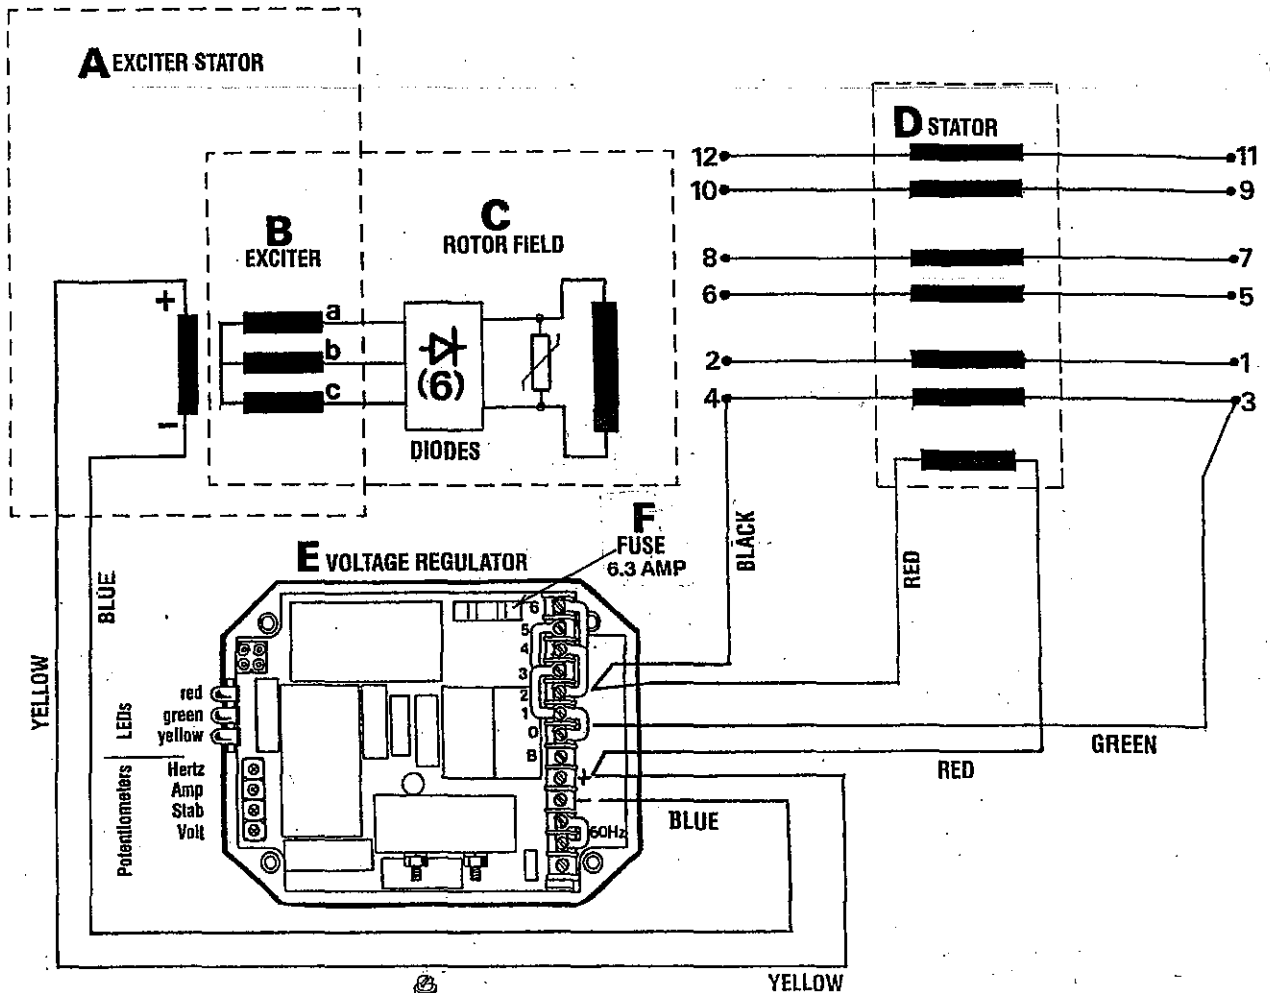 A EXCITER STATOR
D STATOR
12
11
10
9
B
EXCITER
C
ROTOR FIELD
8
7
6
5
+
a
b
c
(6)
2
1
4
3
−
DIODES
F
FUSE
6.3 AMP
E VOLTAGE REGULATOR
BLACK
RED
BLUE
YELLOW
6
5
4
3
2
1
0
B
+
-
60Hz
LEDs
red
green
yellow
Potentiometers
Hertz
Amp
Stab
Volt
GREEN
RED
BLUE
YELLOW